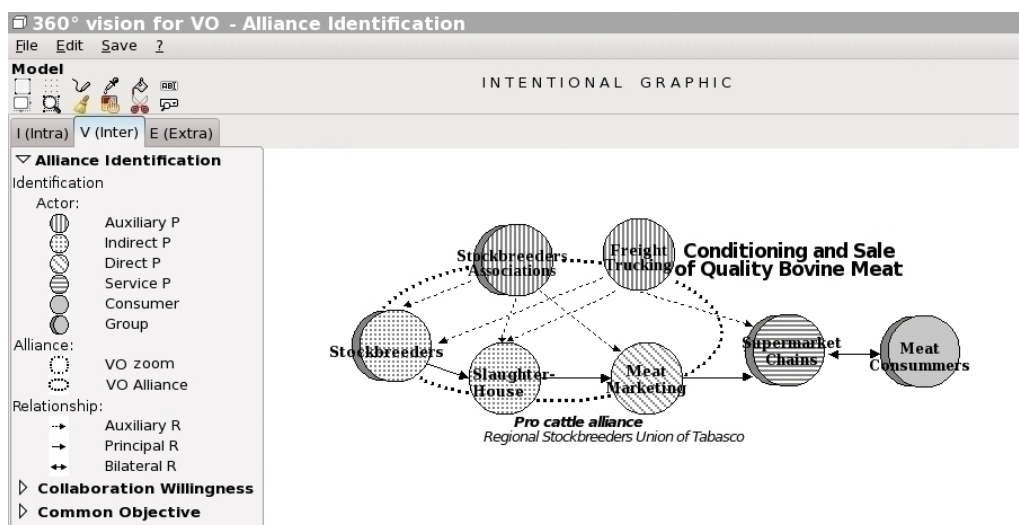 360° vision for VO - Alliance Identification
File Edit Save ?
Model
INTENTIONAL GRAPHIC
ABC
I (Intra) V (Inter) E (Extra)
Alliance Identification
Identification
Actor:
Auxiliary P
Indirect P
Direct P
Service P
Consumer
Group
Alliance:
VO zoom
VO Alliance
Relationship:
Auxiliary R
Principal R
Bilateral R
Collaboration Willingness
Common Objective
Stockbreeders
Associations
Freight
Trucking
Conditioning and Sale
of Quality Bovine Meat
Stockbreeders
Slaughter-
House
Meat
Marketing
Supermarket
Chains
Meat
Consummers
Pro cattle alliance
Regional Stockbreeders Union of Tabasco